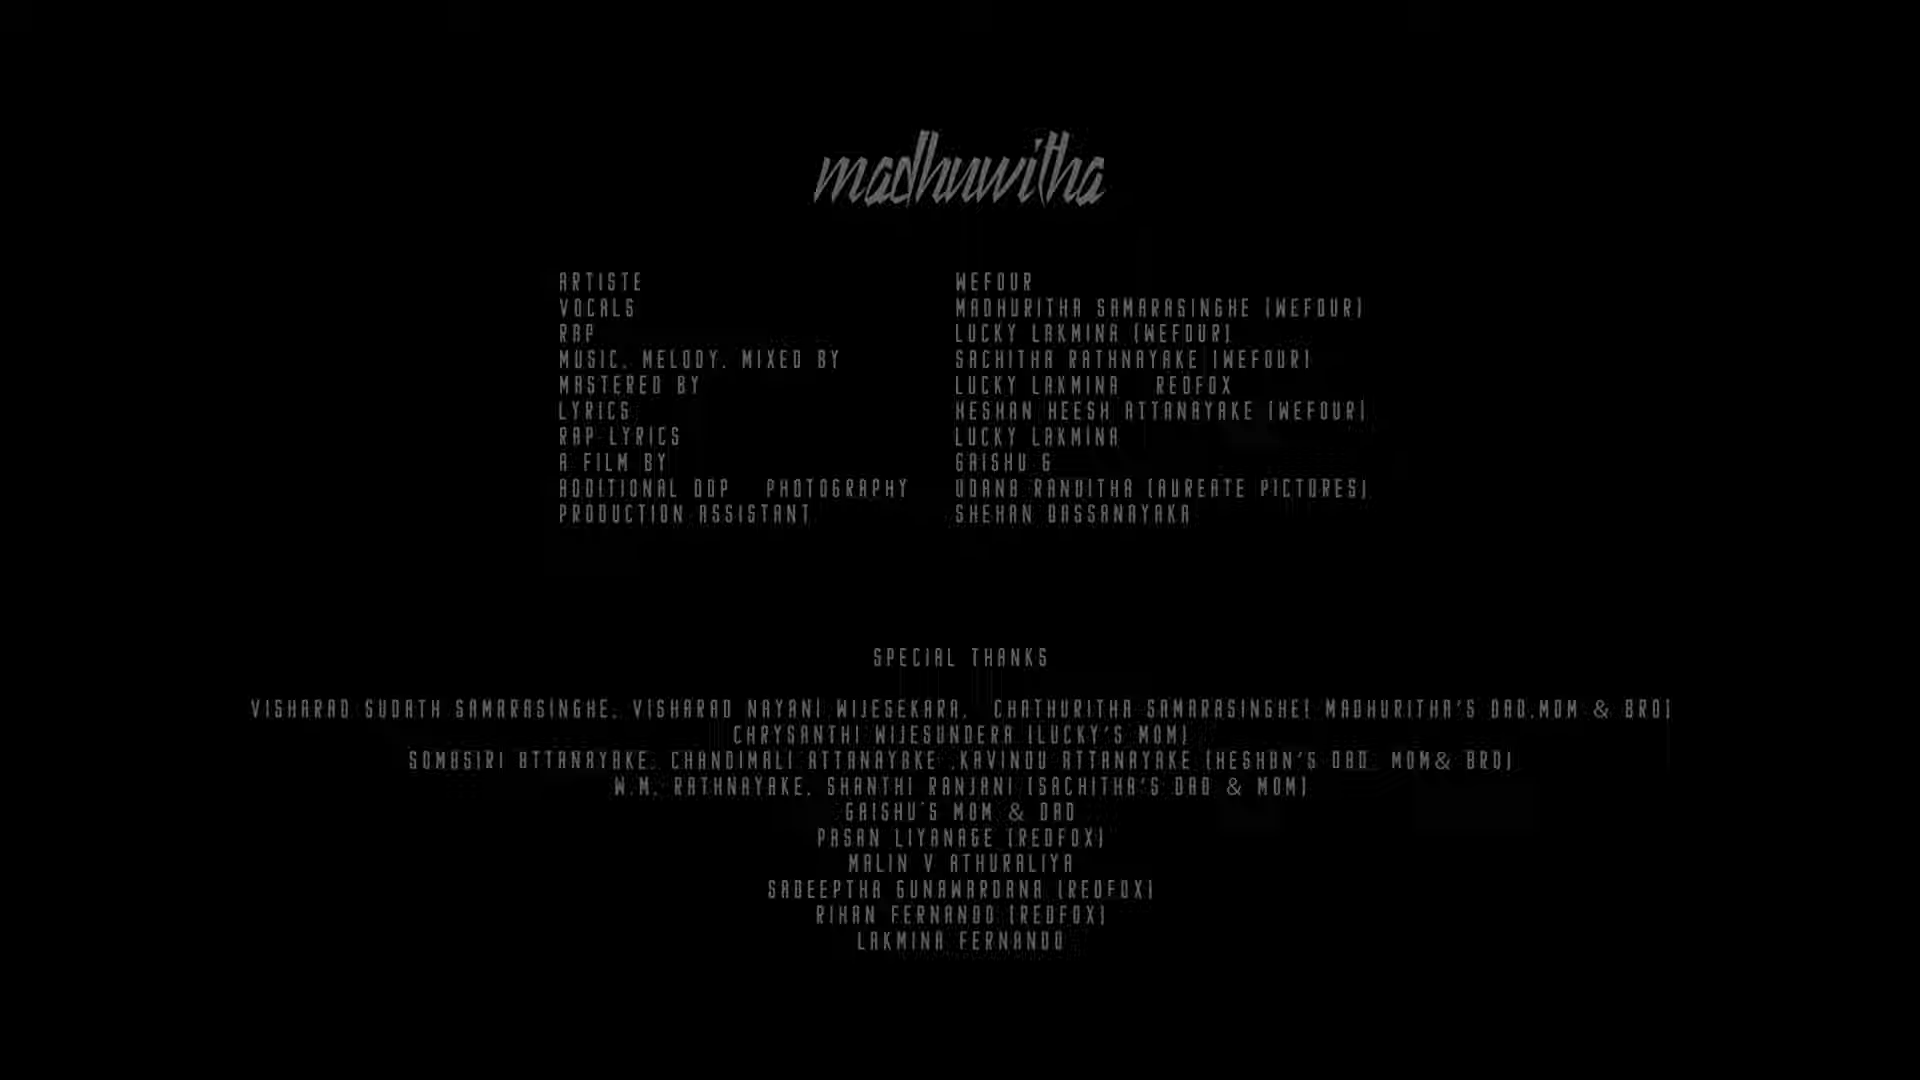 madhuwitha
ARTISTE WEFOUR
VOCALS MADHURITHA SAMARASINGHE (WEFOUR)
RAP LUCKY LAKMINA (WEFOUR)
MUSIC, MELODY, MIXED BY SACHITHA RATHNAYAKE (WEFOUR)
MASTERED BY LUCKY LAKMINA REDFOX
LYRICS HESHAN HEESH ATTANAYAKE (WEFOUR)
RAP LYRICS LUCKY LAKMINA
A FILM BY GAISHU G
ADDITIONAL DOP PHOTOGRAPHY UDANA RANVITHA (AUREATE PICTURES)
PRODUCTION ASSISTANT SHEHAN DASSANAYAKA
SPECIAL THANKS
VISHARAD SUDATH SAMARASINGHE, VISHARAD NAYANI WIJESEKARA, CHATHURITHA SAMARASINGHE( MADHURITHA'S DAD,MOM & BRO)
CHRYSANTHI WIJESUNDERA (LUCKY'S MOM)
SOMASIRI ATTANAYAKE, CHANDIMALI ATTANAYAKE ,KAVINDU ATTANAYAKE (HESHAN'S DAD MOM& BRO)
W.M. RATHNAYAKE, SHANTHI RANJANI (SACHITHA'S DAD & MOM)
GAISHU'S MOM & DAD
PASAN LIYANAGE (REDFOX)
MALIN V ATHURALIYA
SADEEPTHA GUNAWARDANA (REDFOX)
RIHAN FERNANDO (REDFOX)
LAKMINA FERNANDO